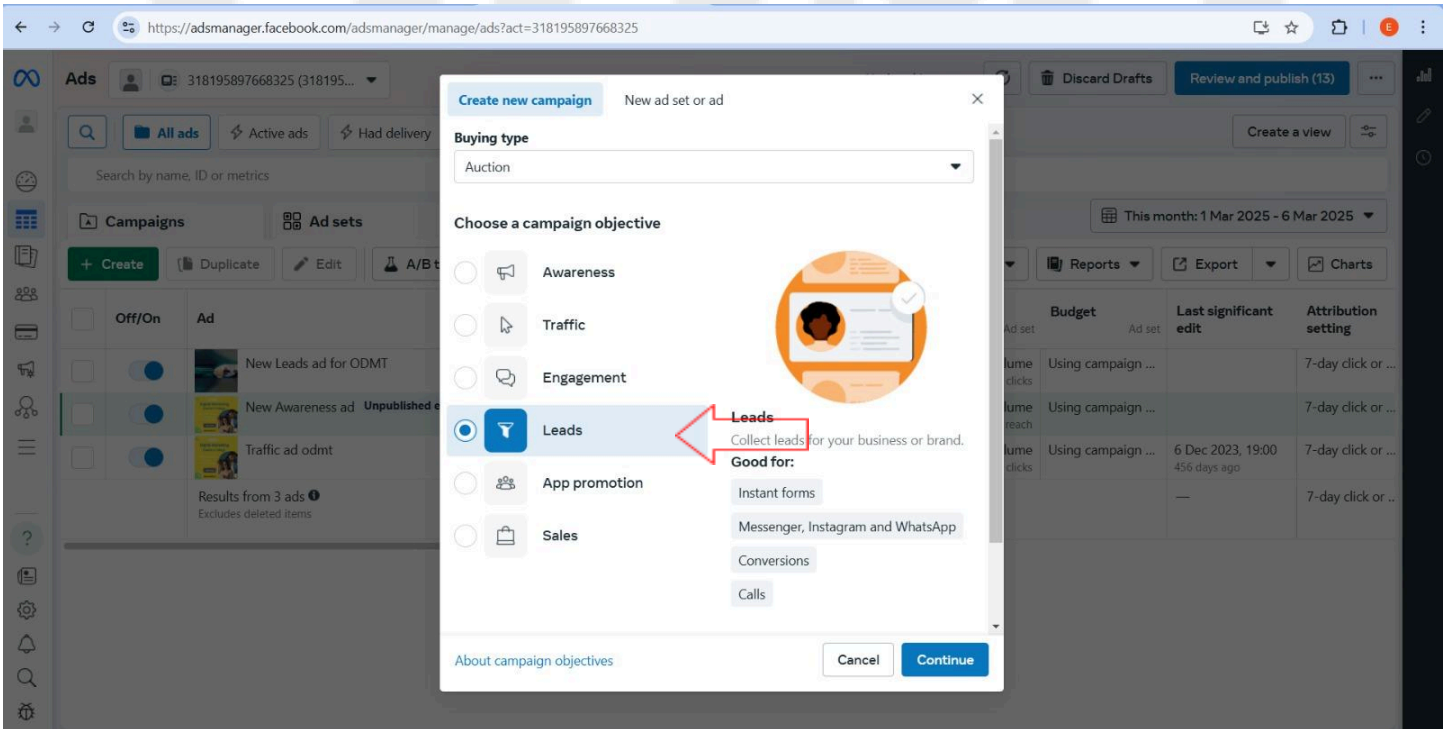 https://adsmanager.facebook.com/adsmanager/manage/ads?act=318195897668325
E
Ads
318195897668325 (318195...
Discard Drafts
Review and publish (13)
All ads
Active ads
Had delivery
Create a view
Search by name, ID or metrics
Campaigns
Ad sets
This month: 1 Mar 2025 - 6 Mar 2025
+ Create
Duplicate
Edit
A/B t
Reports
Export
Charts
Off/On
Ad
Ad set
Budget
Ad set
Last significant edit
Attribution setting
New Leads ad for ODMT
lume
clicks
Using campaign ...
7-day click or ...
New Awareness ad Unpublished e
lume
reach
Using campaign ...
7-day click or ...
Traffic ad odmt
lume
clicks
Using campaign ...
6 Dec 2023, 19:00
456 days ago
7-day click or ...
Results from 3 ads
Excludes deleted items
—
7-day click or ..
Create new campaign
New ad set or ad
Buying type
Auction
Choose a campaign objective
Awareness
Traffic
Engagement
Leads
App promotion
Sales
Leads
Collect leads for your business or brand.
Good for:
Instant forms
Messenger, Instagram and WhatsApp
Conversions
Calls
About campaign objectives
Cancel
Continue